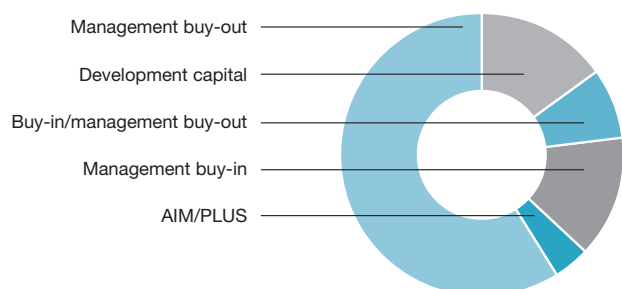 Management buy-out
Development capital
Buy-in/management buy-out
Management buy-in
AIM/PLUS